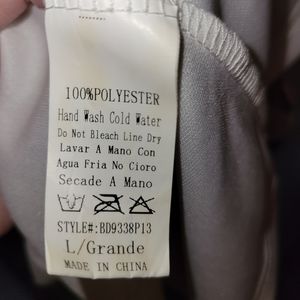 100%POLYESTER
Hand Wash Cold Water
Do Not Bleach Line Dry
Lavar A Mano Con
Agua Fria No Cioro
Secade A Mano
STYLE#:BD9338P13
L/Grande
MADE IN CHINA